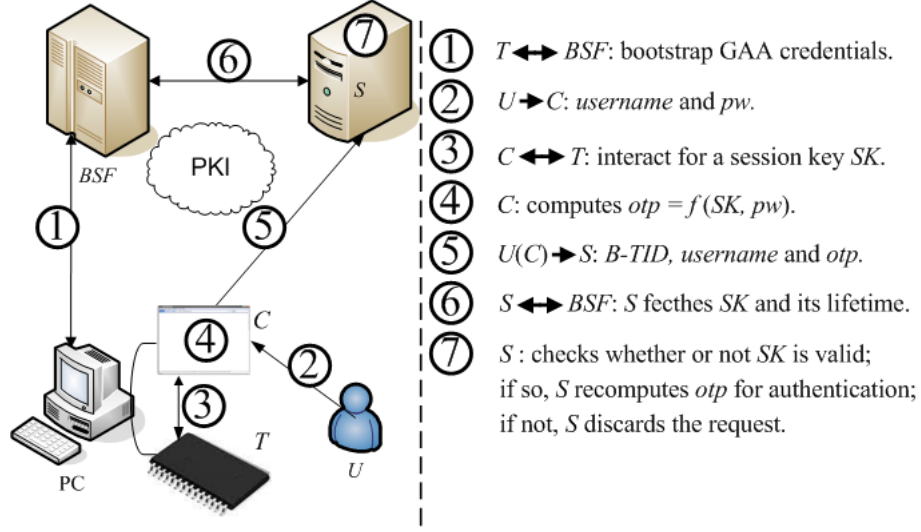 BSF
6
7
S
PKI
1
5
C
4
2
3
T
U
PC
1 T ↔ BSF: bootstrap GAA credentials.
2 U → C: username and pw.
3 C ↔ T: interact for a session key SK.
4 C: computes otp = f (SK, pw).
5 U(C) → S: B-TID, username and otp.
6 S ↔ BSF: S fecthes SK and its lifetime.
7 S : checks whether or not SK is valid;
if so, S recomputes otp for authentication;
if not, S discards the request.